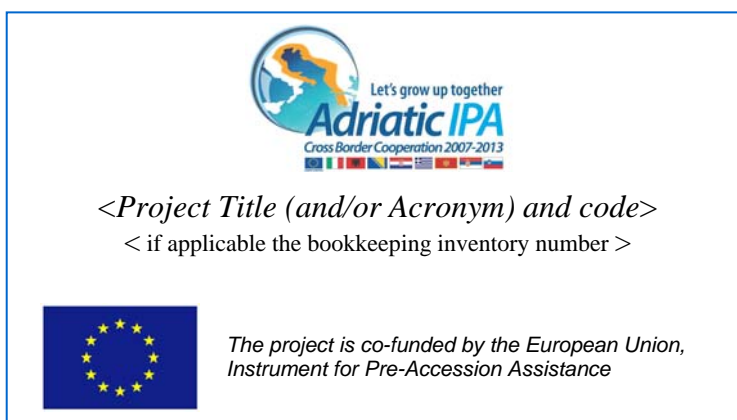 Let's grow up together
Adriatic IPA
Cross Border Cooperation 2007-2013
<Project Title (and/or Acronym) and code>
< if applicable the bookkeeping inventory number >
The project is co-funded by the European Union,
Instrument for Pre-Accession Assistance